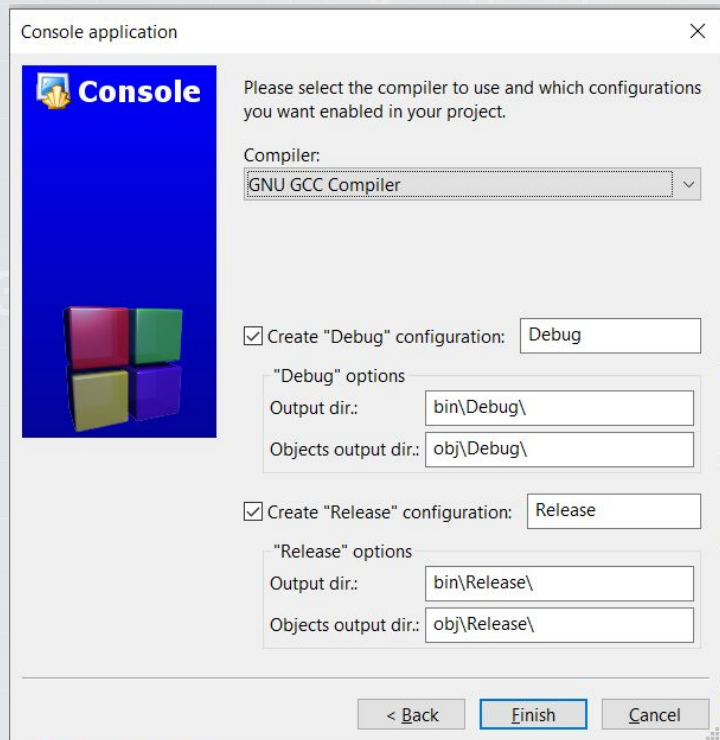 Console application
Console
Please select the compiler to use and which configurations
you want enabled in your project.
Compiler:
GNU GCC Compiler
Create "Debug" configuration: Debug
"Debug" options
Output dir.: bin\Debug\
Objects output dir.: obj\Debug\
Create "Release" configuration: Release
"Release" options
Output dir.: bin\Release\
Objects output dir.: obj\Release\
< Back Finish Cancel